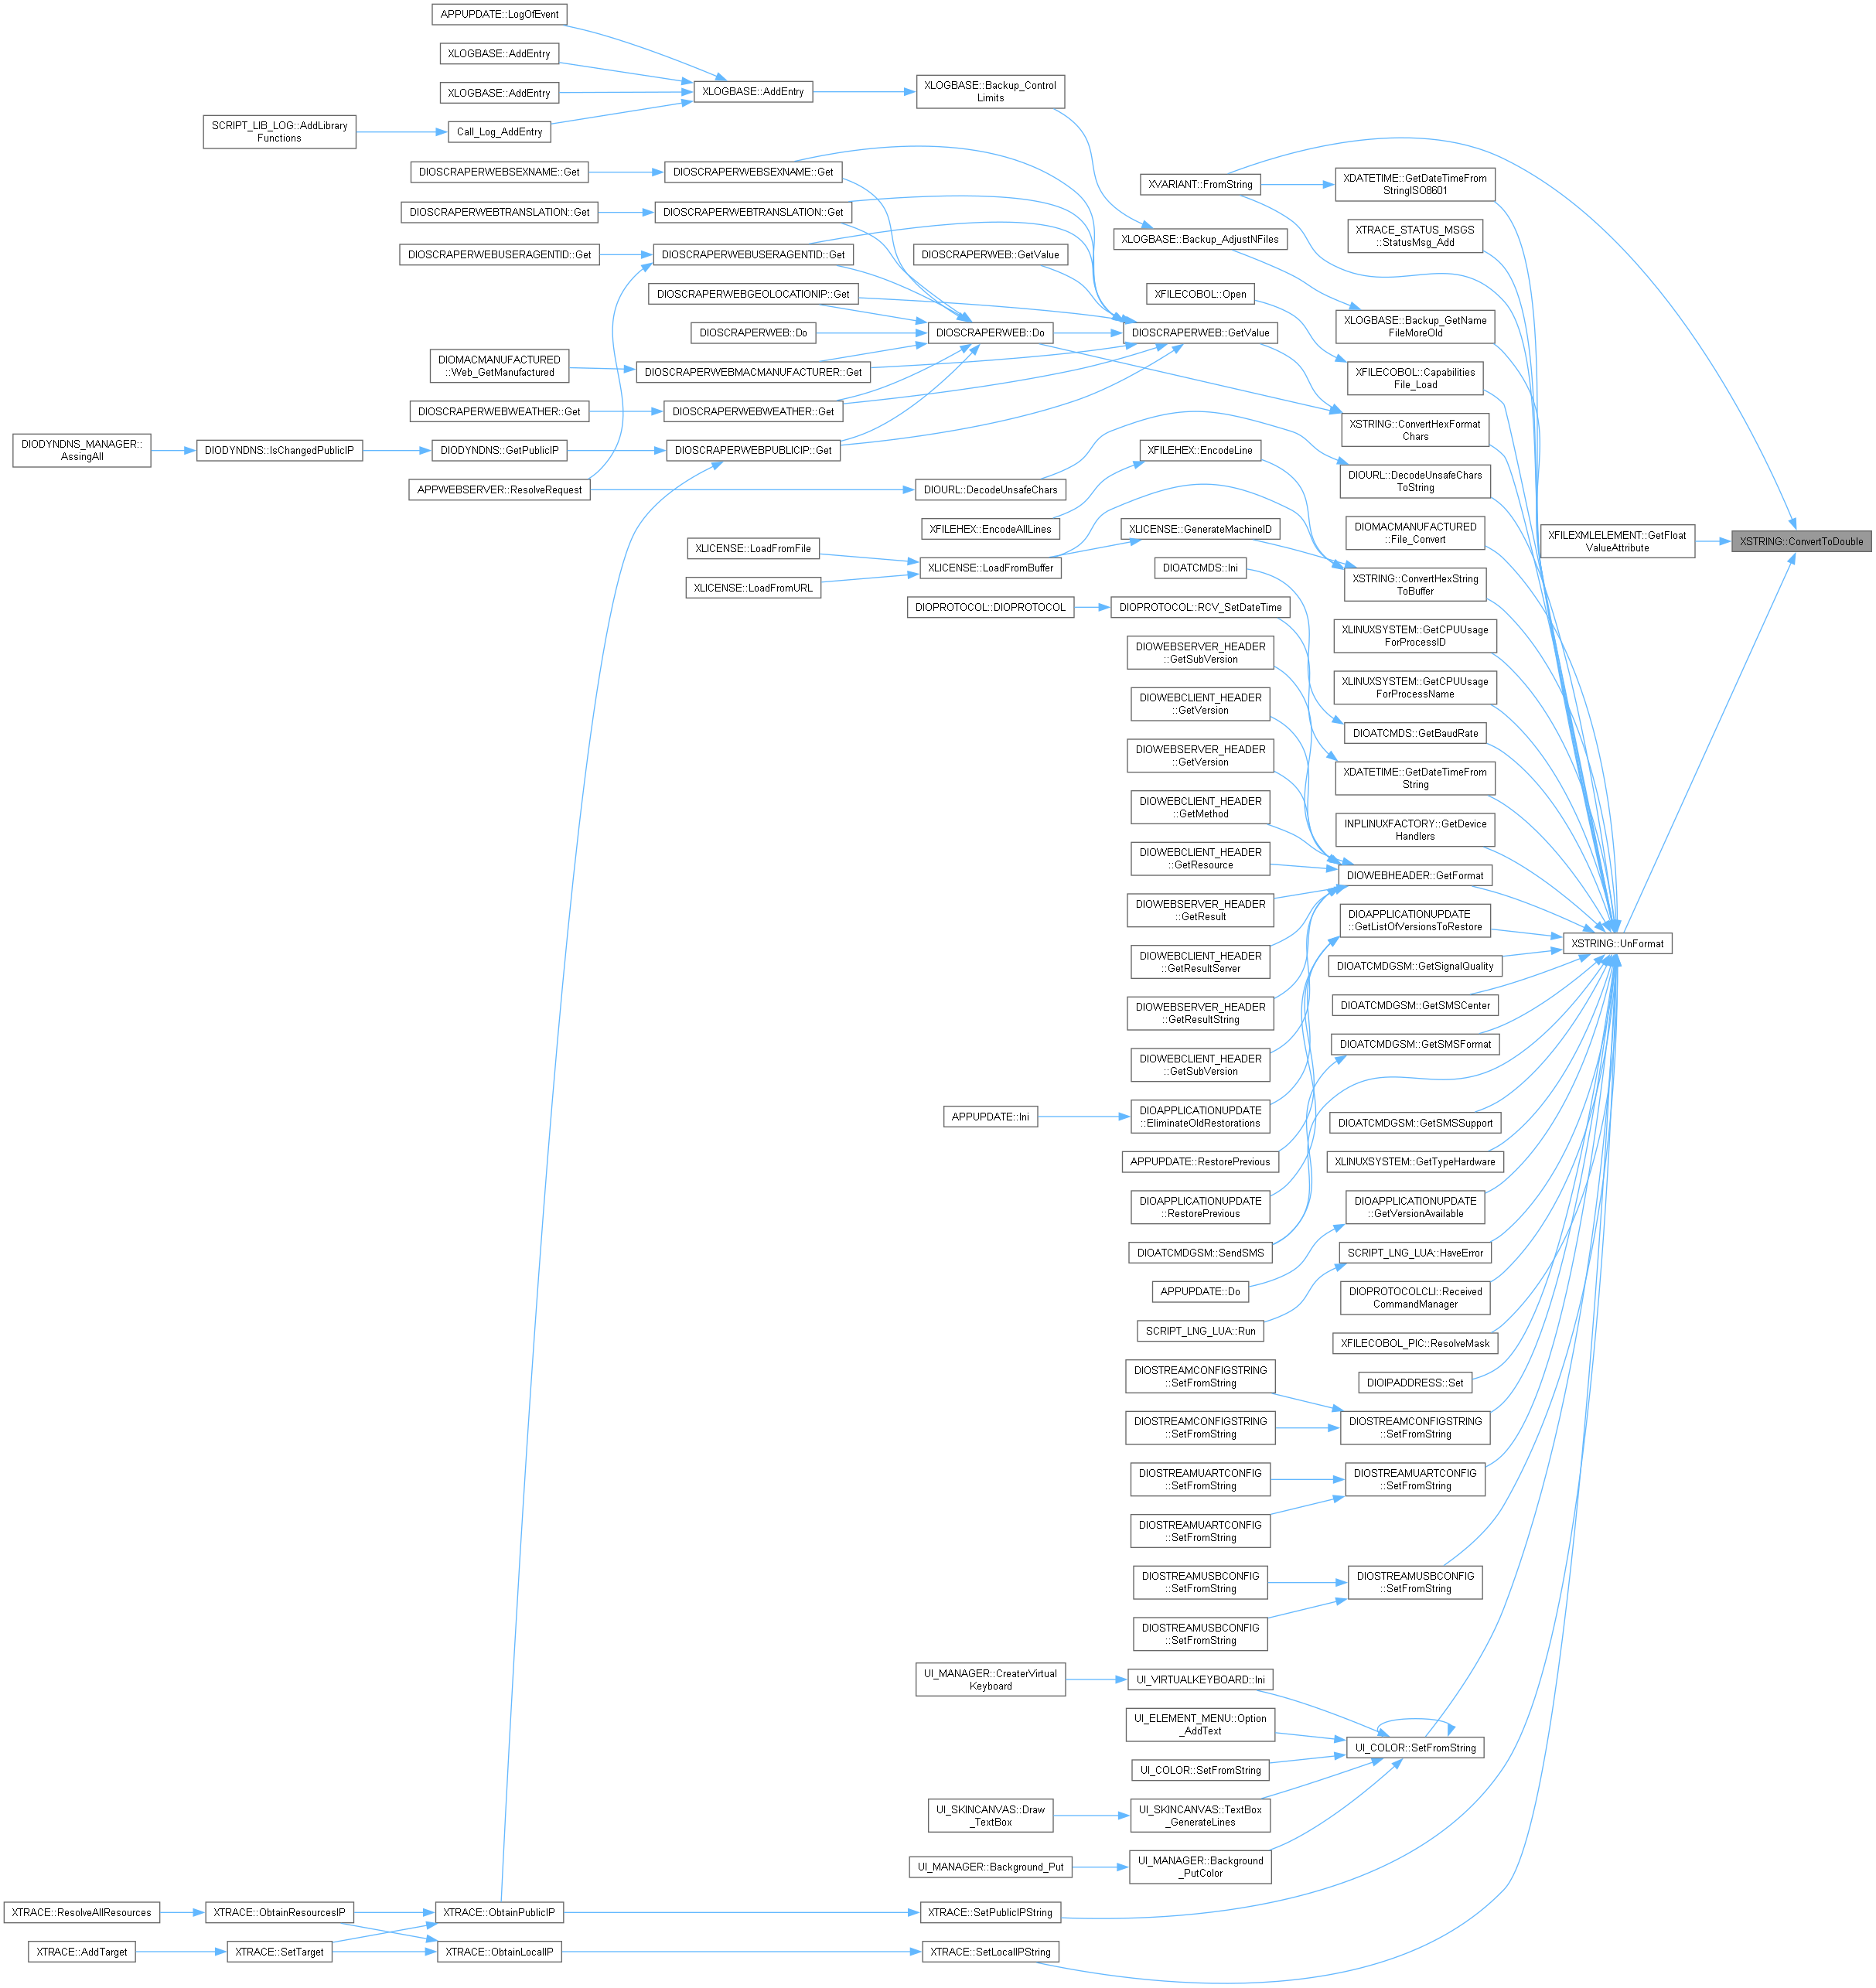 APPUPDATE::LogOfEvent
XLOGBASE::AddEntry
XLOGBASE::AddEntry
XLOGBASE::AddEntry
XLOGBASE::Backup_Control
Limits
SCRIPT_LIB_LOG::AddLibrary
Functions
Call_Log_AddEntry
DIOSCRAPERWEBSEXNAME::Get
DIOSCRAPERWEBSEXNAME::Get
XVARIANT::FromString
XDATETIME::GetDateTimeFrom
StringISO8601
DIOSCRAPERWEBTRANSLATION::Get
DIOSCRAPERWEBTRANSLATION::Get
XLOGBASE::Backup_AdjustNFiles
XTRACE_STATUS_MSGS
::StatusMsg_Add
DIOSCRAPERWEBUSERAGENTID::Get
DIOSCRAPERWEBUSERAGENTID::Get
DIOSCRAPERWEB::GetValue
DIOSCRAPERWEBGEOLOCATIONIP::Get
XFILECOBOL::Open
DIOSCRAPERWEB::Do
DIOSCRAPERWEB::Do
DIOSCRAPERWEB::GetValue
XLOGBASE::Backup_GetName
FileMoreOld
DIOMACMANUFACTURED
::Web_GetManufactured
DIOSCRAPERWEBMACMANUFACTURER::Get
XFILECOBOL::Capabilities
File_Load
DIOSCRAPERWEBWEATHER::Get
DIOSCRAPERWEBWEATHER::Get
XSTRING::ConvertHexFormat
Chars
DIODYNDNS_MANAGER::
AssingAll
DIODYNDNS::IsChangedPublicIP
DIODYNDNS::GetPublicIP
DIOSCRAPERWEBPUBLICIP::Get
XFILEHEX::EncodeLine
APPWEBSERVER::ResolveRequest
DIOURL::DecodeUnsafeChars
DIOURL::DecodeUnsafeChars
ToString
XFILEHEX::EncodeAllLines
XLICENSE::GenerateMachineID
DIOMACMANUFACTURED
::File_Convert
XFILEXMLELEMENT::GetFloat
ValueAttribute
XSTRING::ConvertToDouble
XLICENSE::LoadFromFile
XLICENSE::LoadFromBuffer
DIOATCMDS::Ini
XSTRING::ConvertHexString
ToBuffer
XLICENSE::LoadFromURL
DIOPROTOCOL::DIOPROTOCOL
DIOPROTOCOL::RCV_SetDateTime
XLINUXSYSTEM::GetCPUUsage
ForProcessID
DIOWEBSERVER_HEADER
::GetSubVersion
XLINUXSYSTEM::GetCPUUsage
ForProcessName
DIOWEBCLIENT_HEADER
::GetVersion
DIOATCMDS::GetBaudRate
DIOWEBSERVER_HEADER
::GetVersion
XDATETIME::GetDateTimeFrom
String
DIOWEBCLIENT_HEADER
::GetMethod
INPLINUXFACTORY::GetDevice
Handlers
DIOWEBCLIENT_HEADER
::GetResource
DIOWEBHEADER::GetFormat
DIOWEBSERVER_HEADER
::GetResult
DIOAPPLICATIONUPDATE
::GetListOfVersionsToRestore
XSTRING::UnFormat
DIOWEBCLIENT_HEADER
::GetResultServer
DIOATCMDGSM::GetSignalQuality
DIOWEBSERVER_HEADER
::GetResultString
DIOATCMDGSM::GetSMSCenter
DIOATCMDGSM::GetSMSFormat
DIOWEBCLIENT_HEADER
::GetSubVersion
APPUPDATE::Ini
DIOAPPLICATIONUPDATE
::EliminateOldRestorations
DIOATCMDGSM::GetSMSSupport
APPUPDATE::RestorePrevious
XLINUXSYSTEM::GetTypeHardware
DIOAPPLICATIONUPDATE
::RestorePrevious
DIOAPPLICATIONUPDATE
::GetVersionAvailable
DIOATCMDGSM::SendSMS
SCRIPT_LNG_LUA::HaveError
APPUPDATE::Do
DIOPROTOCOLCLI::Received
CommandManager
SCRIPT_LNG_LUA::Run
XFILECOBOL_PIC::ResolveMask
DIOSTREAMCONFIGSTRING
::SetFromString
DIOIPADDRESS::Set
DIOSTREAMCONFIGSTRING
::SetFromString
DIOSTREAMCONFIGSTRING
::SetFromString
DIOSTREAMUARTCONFIG
::SetFromString
DIOSTREAMUARTCONFIG
::SetFromString
DIOSTREAMUARTCONFIG
::SetFromString
DIOSTREAMUSBCONFIG
::SetFromString
DIOSTREAMUSBCONFIG
::SetFromString
DIOSTREAMUSBCONFIG
::SetFromString
UI_MANAGER::CreaterVirtual
Keyboard
UI_VIRTUALKEYBOARD::Ini
UI_ELEMENT_MENU::Option
_AddText
UI_COLOR::SetFromString
UI_COLOR::SetFromString
UI_SKINCANVAS::Draw
_TextBox
UI_SKINCANVAS::TextBox
_GenerateLines
UI_MANAGER::Background_Put
UI_MANAGER::Background
_PutColor
XTRACE::ResolveAllResources
XTRACE::ObtainResourcesIP
XTRACE::ObtainPublicIP
XTRACE::SetPublicIPString
XTRACE::AddTarget
XTRACE::SetTarget
XTRACE::ObtainLocalIP
XTRACE::SetLocalIPString